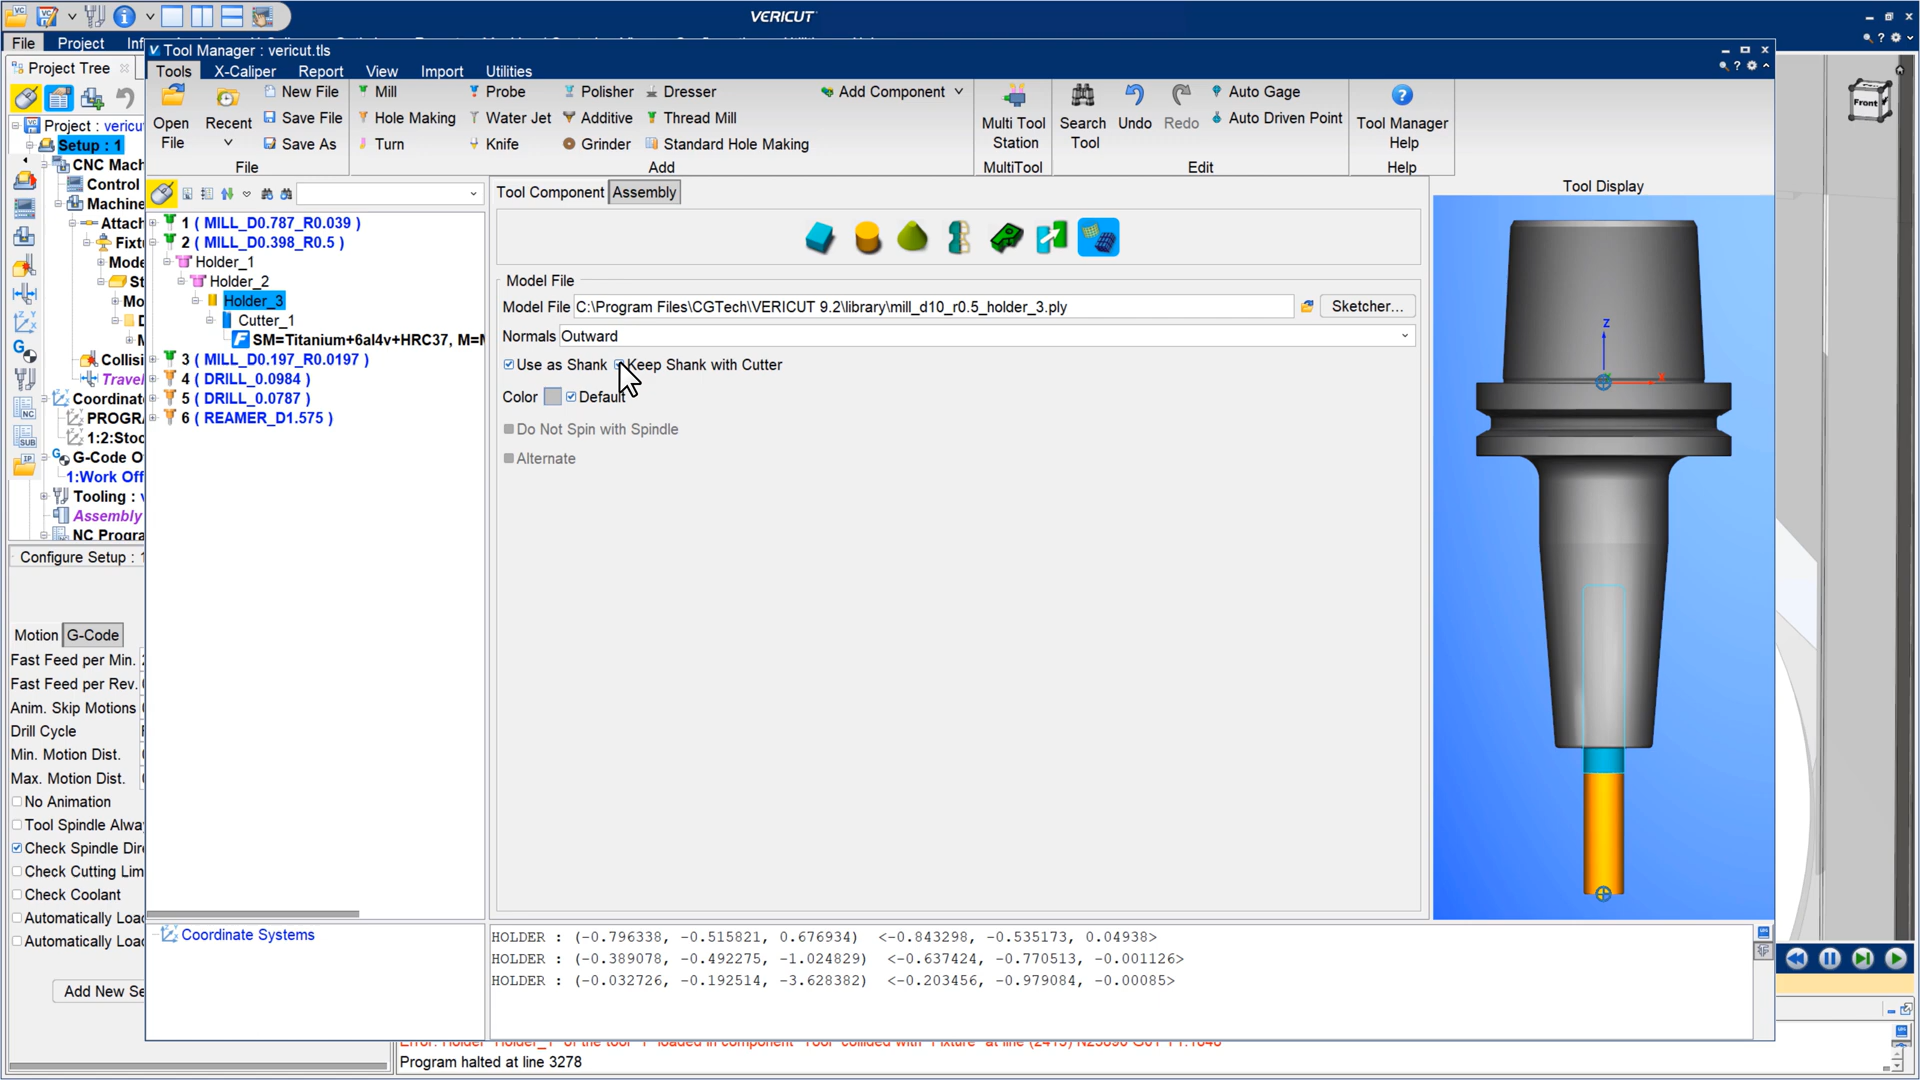 VERICUT
File Project Inf
Project Tree
Project : vericu
Setup : 1
CNC Mach
Control
Machine
Attach
Fixtu
Mode
St
Mo
D
M
Collisio
Travel
Coordinate
PROGRA
1:2:Stoc
G-Code O
1:Work Off
Tooling : v
Assembly
NC Progra
Configure Setup : 1
Motion G-Code
Fast Feed per Min.
Fast Feed per Rev.
Anim. Skip Motions
Drill Cycle
Min. Motion Dist.
Max. Motion Dist.
No Animation
Tool Spindle Alwa
Check Spindle Dire
Check Cutting Lim
Check Coolant
Automatically Loa
Automatically Loa
Add New Se
Tool Manager : vericut.tls
Tools X-Caliper Report View Import Utilities
Open File
Recent
New File
Save File
Save As
File
Mill Probe Polisher Dresser
Hole Making Water Jet Additive Thread Mill
Turn Knife Grinder Standard Hole Making
Add
Add Component
Multi Tool Station
MultiTool
Search Tool
Undo
Redo
Auto Gage
Auto Driven Point
Edit
Tool Manager Help
Help
1 ( MILL_D0.787_R0.039 )
2 ( MILL_D0.398_R0.5 )
Holder_1
Holder_2
Holder_3
Cutter_1
SM=Titanium+6al4v+HRC37, M=M
3 ( MILL_D0.197_R0.0197 )
4 ( DRILL_0.0984 )
5 ( DRILL_0.0787 )
6 ( REAMER_D1.575 )
Coordinate Systems
Tool Component Assembly
Model File
Model File C:\Program Files\CGTech\VERICUT 9.2\library\mill_d10_r0.5_holder_3.ply Sketcher...
Normals Outward
Use as Shank Keep Shank with Cutter
Color Default
Do Not Spin with Spindle
Alternate
Tool Display
Z
X
Front
HOLDER : (-0.796338, -0.515821, 0.676934) <-0.843298, -0.535173, 0.04938>
HOLDER : (-0.389078, -0.492275, -1.024829) <-0.637424, -0.770513, -0.001126>
HOLDER : (-0.032726, -0.192514, -3.628382) <-0.203456, -0.979084, -0.00085>
Program halted at line 3278